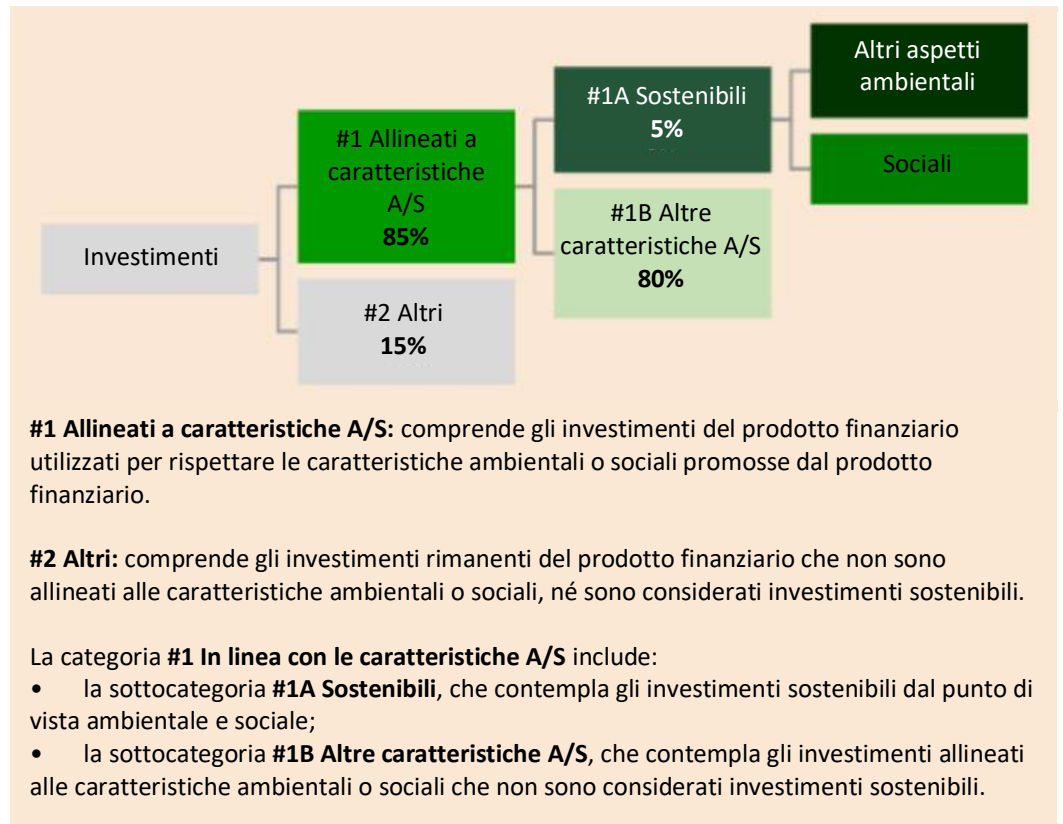 Altri aspetti
ambientali
#1A Sostenibili
5%
#1 Allineati a
caratteristiche
A/S
85%
Sociali
#1B Altre
caratteristiche A/S
80%
Investimenti
#2 Altri
15%
#1 Allineati a caratteristiche A/S: comprende gli investimenti del prodotto finanziario
utilizzati per rispettare le caratteristiche ambientali o sociali promosse dal prodotto
finanziario.
#2 Altri: comprende gli investimenti rimanenti del prodotto finanziario che non sono
allineati alle caratteristiche ambientali o sociali, né sono considerati investimenti sostenibili.
La categoria #1 In linea con le caratteristiche A/S include:
• la sottocategoria #1A Sostenibili, che contempla gli investimenti sostenibili dal punto di
vista ambientale e sociale;
• la sottocategoria #1B Altre caratteristiche A/S, che contempla gli investimenti allineati
alle caratteristiche ambientali o sociali che non sono considerati investimenti sostenibili.